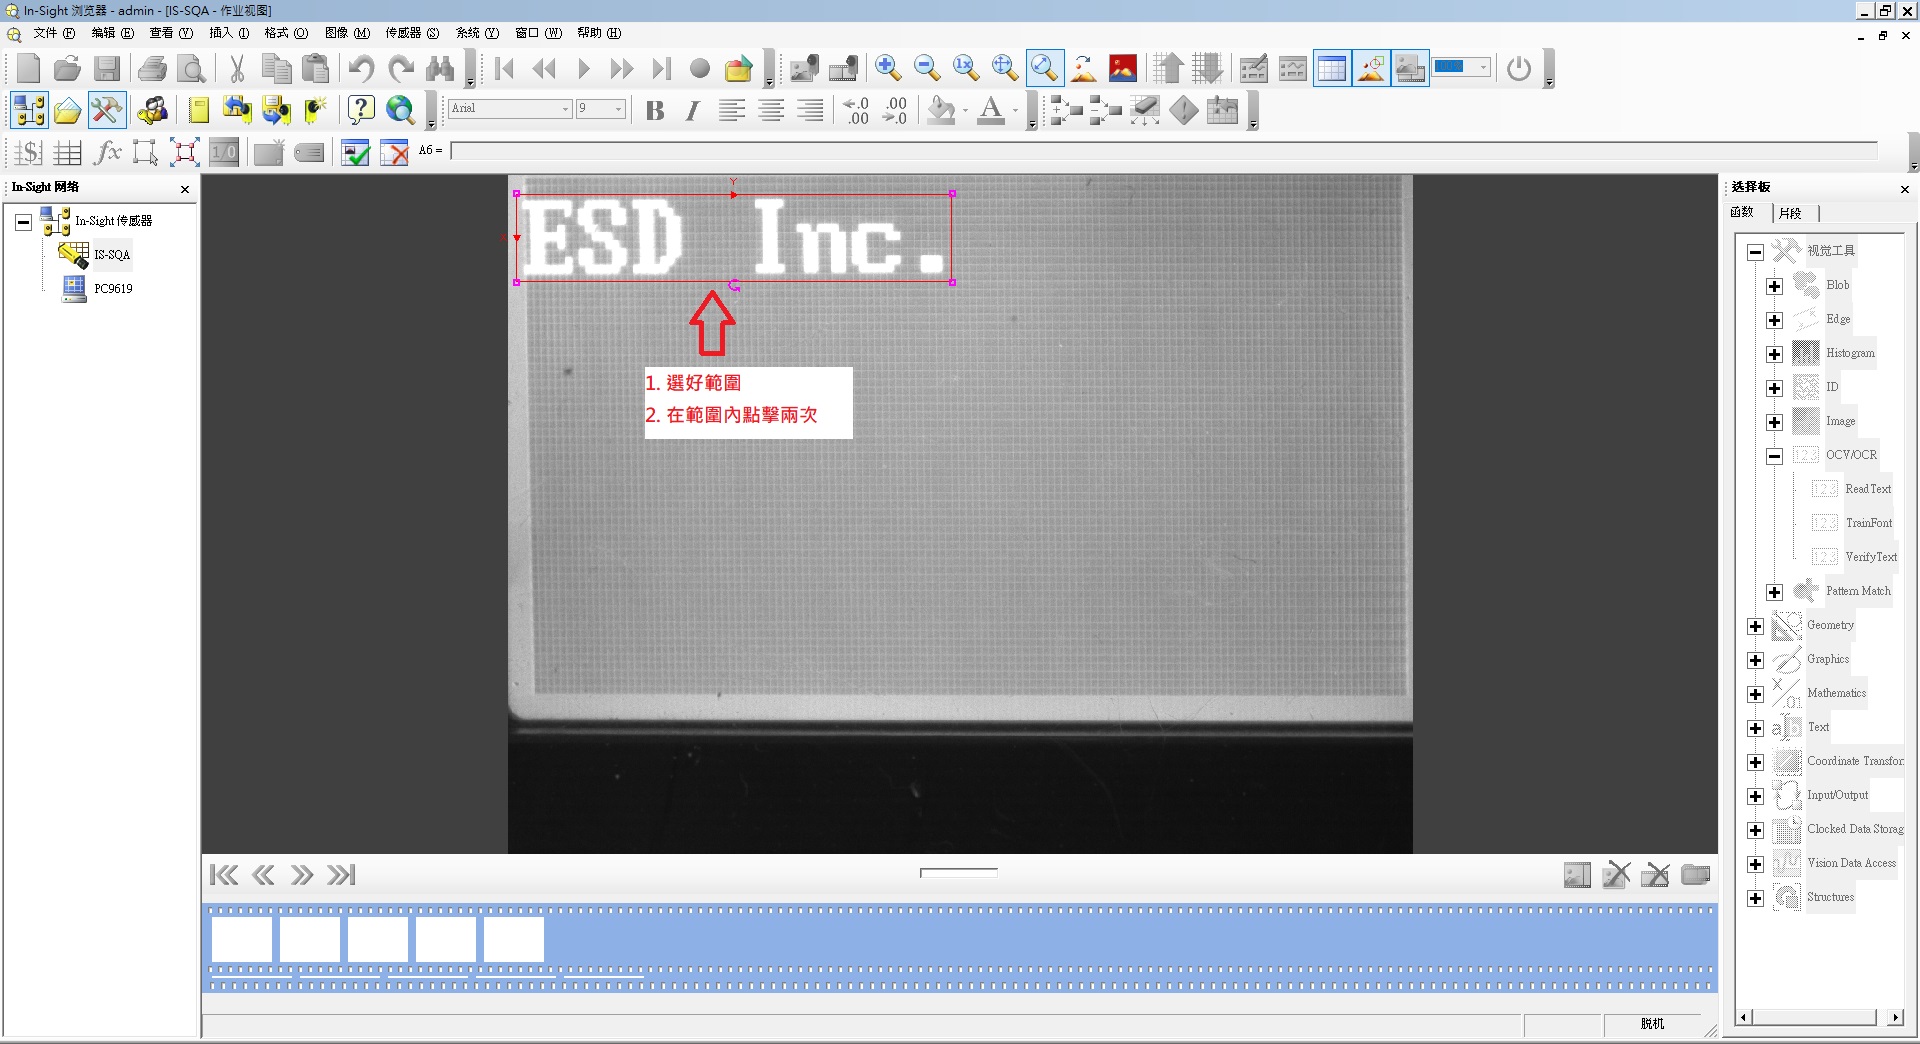 In-Sight 浏览器 - admin - [IS-SQA - 作业视图]
文件 (F) 编辑 (E) 查看 (V) 插入 (I) 格式 (O) 图像 (M) 传感器 (S) 系统 (Y) 窗口 (W) 帮助 (H)
Arial 9
A6 =
In-Sight 网络
In-Sight 传感器
IS-SQA
PC9619
ESD Inc.
Y
X
1. 選好範圍
2. 在範圍內點擊兩次
选择板
函数 片段
视觉工具
Blob
Edge
Histogram
ID
Image
OCV/OCR
ReadText
TrainFont
VerifyText
Pattern Match
Geometry
Graphics
Mathematics
Text
Coordinate Transfor
Input/Output
Clocked Data Storag
Vision Data Access
Structures
脱机